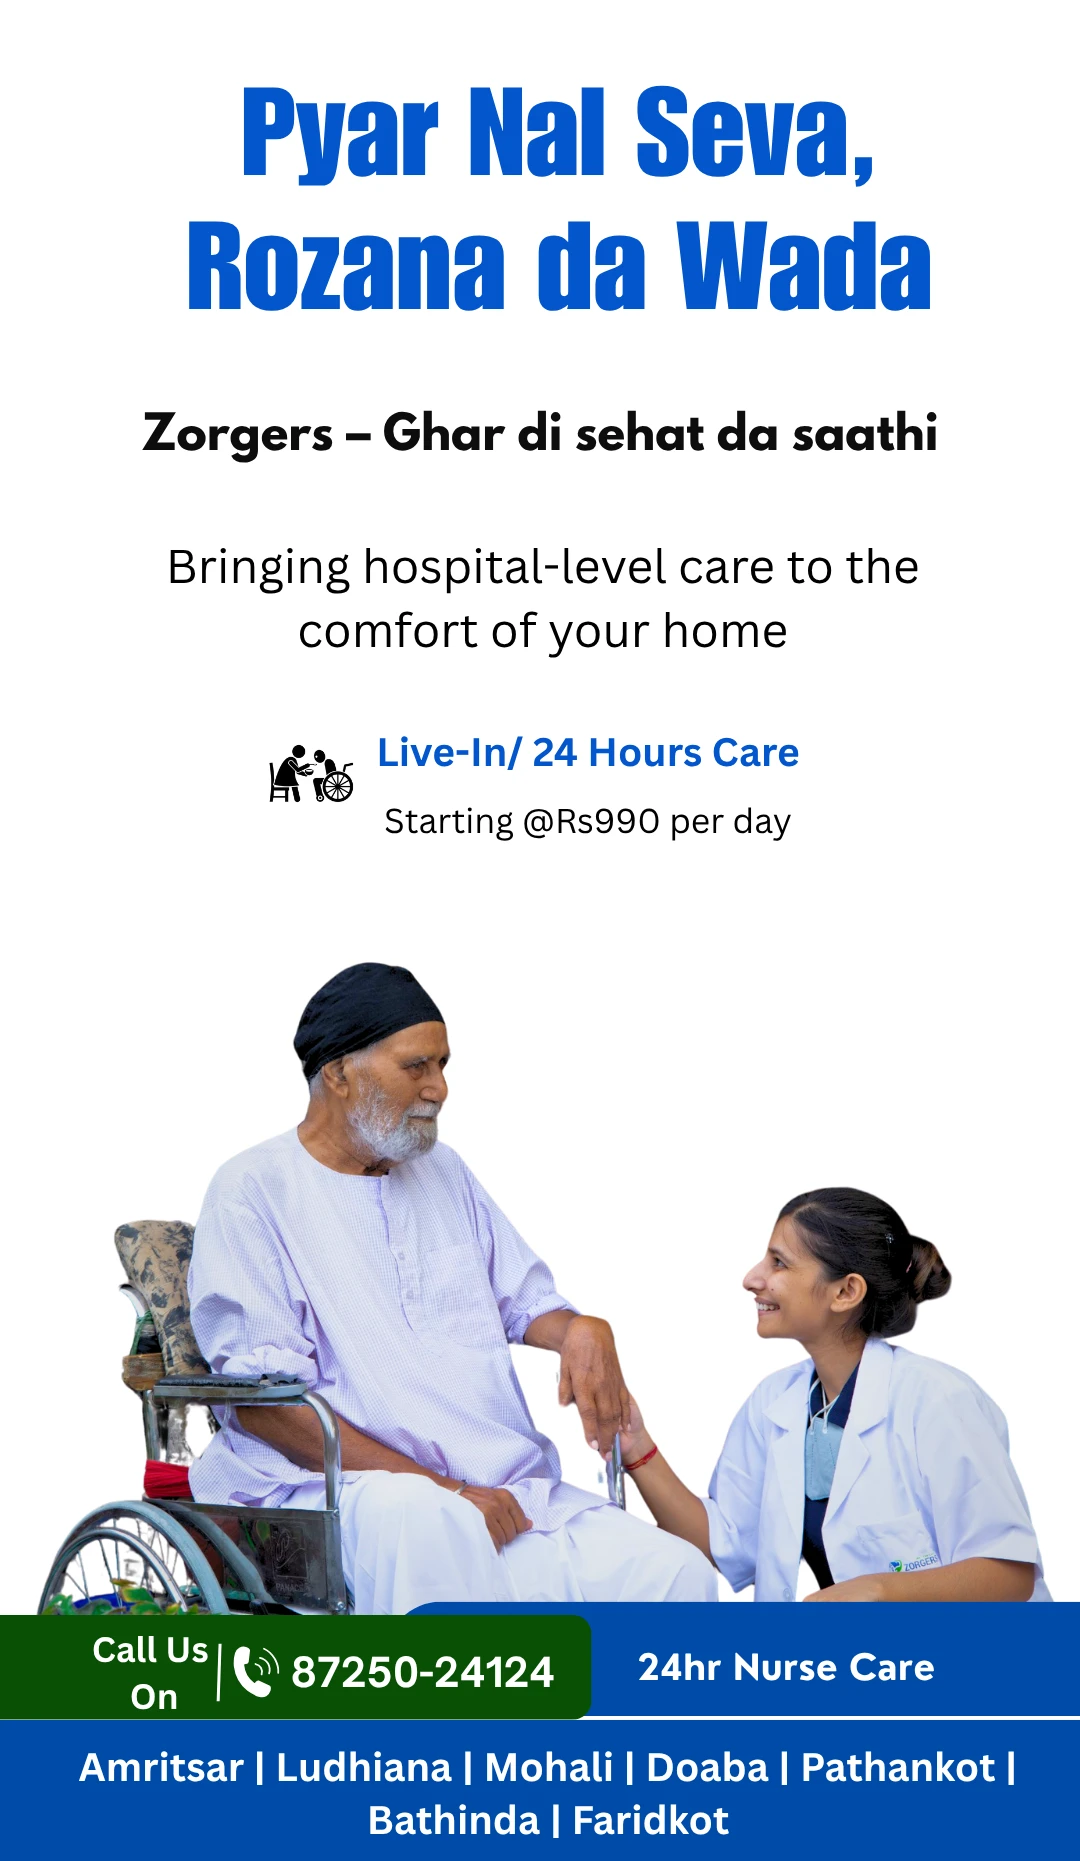 Pyar Nal Seva,
Rozana da Wada
Zorgers – Ghar di sehat da saathi
Bringing hospital-level care to the
comfort of your home
Live-In/ 24 Hours Care
Starting @Rs990 per day
ZORGERS
Call Us
On
87250-24124
24hr Nurse Care
Amritsar | Ludhiana | Mohali | Doaba | Pathankot |
Bathinda | Faridkot